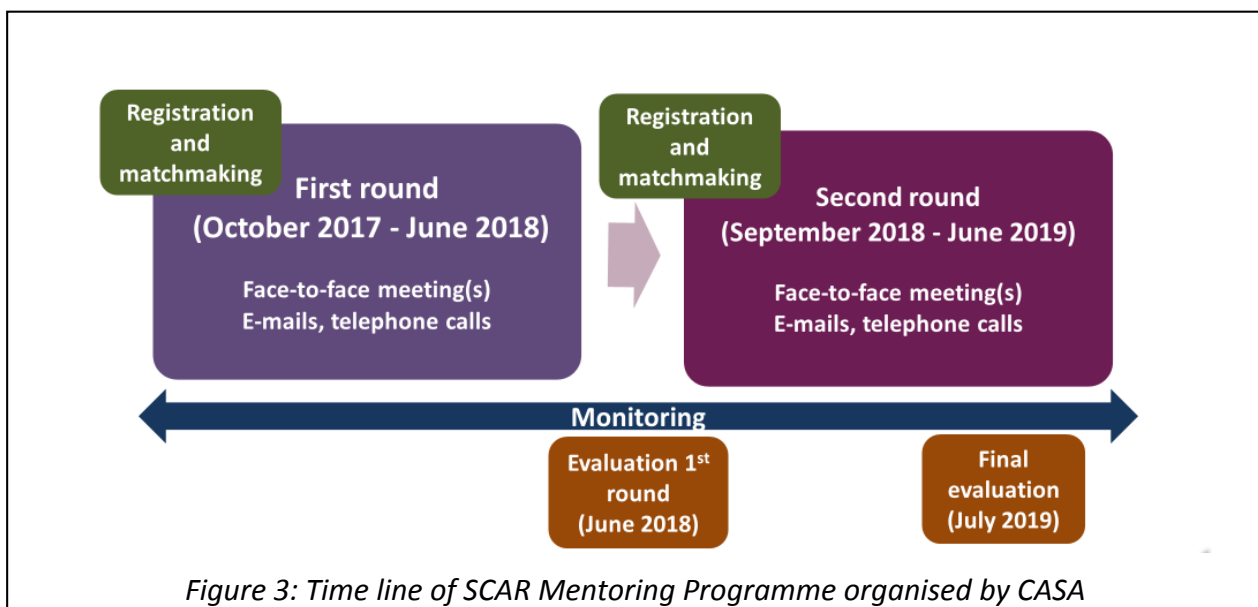 Registration
and
matchmaking
First round
(October 2017 - June 2018)
Face-to-face meeting(s)
E-mails, telephone calls
Registration
and
matchmaking
Second round
(September 2018 - June 2019)
Face-to-face meeting(s)
E-mails, telephone calls
Monitoring
Evaluation 1st
round
(June 2018)
Final
evaluation
(July 2019)
Figure 3: Time line of SCAR Mentoring Programme organised by CASA